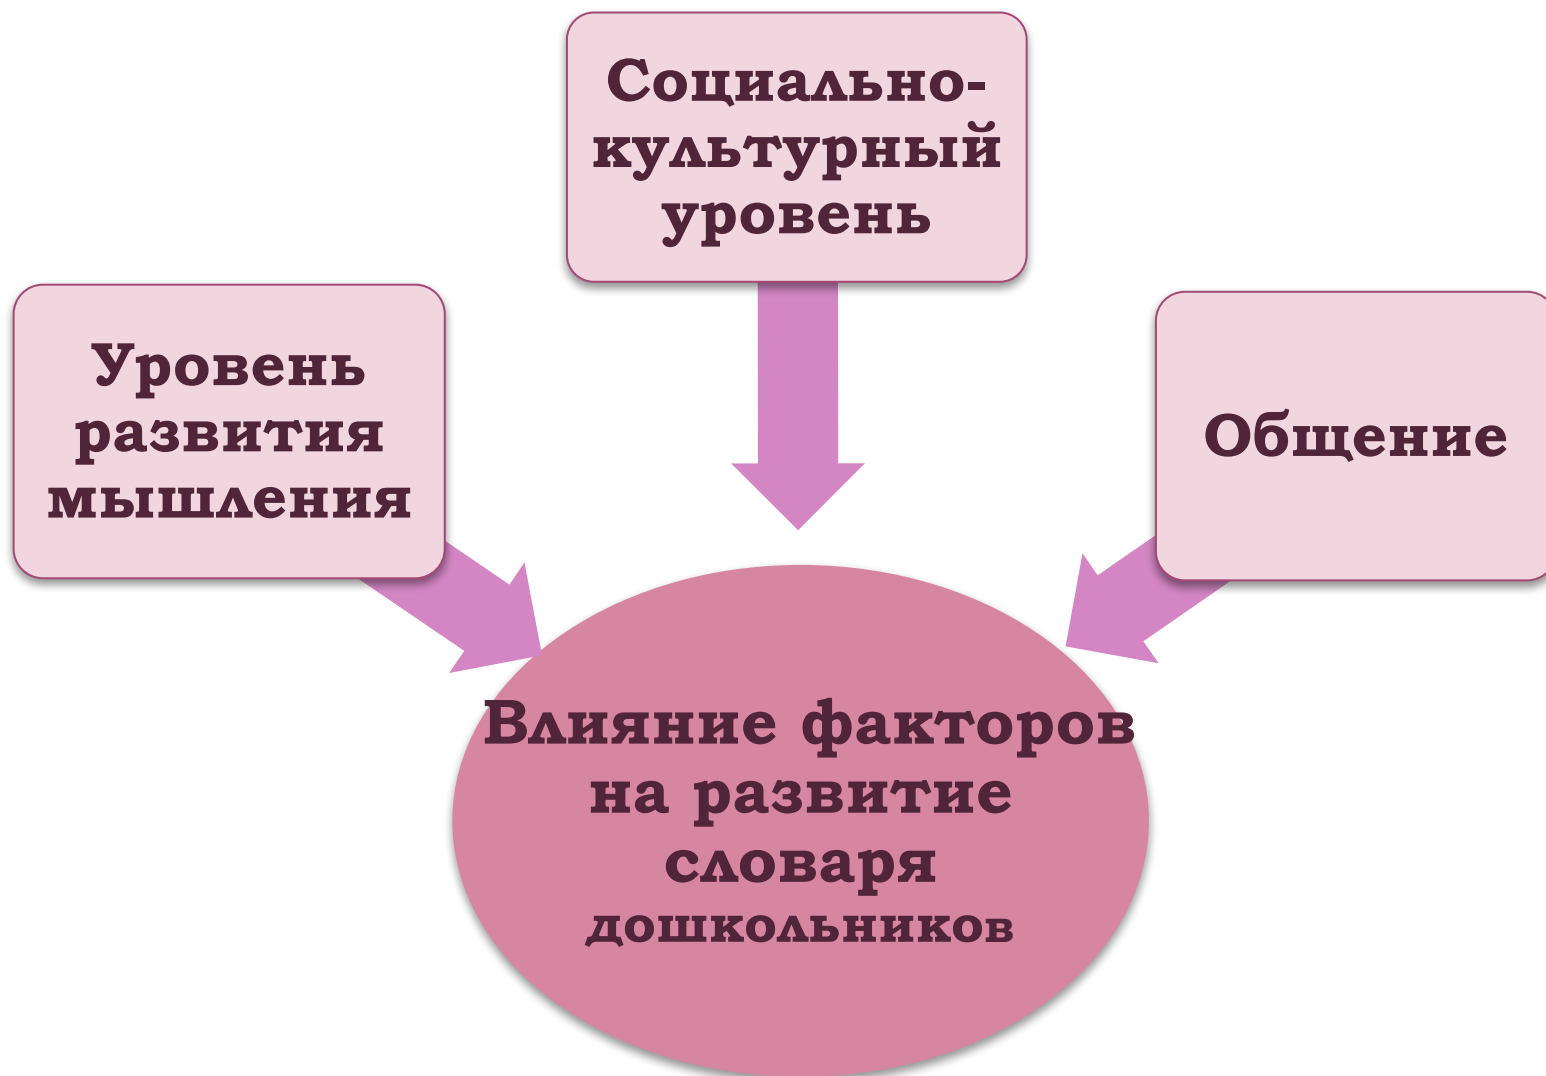 Социально-
культурный
уровень
Уровень
развития
мышления
Общение
Влияние факторов
на развитие
словаря
дошкольников